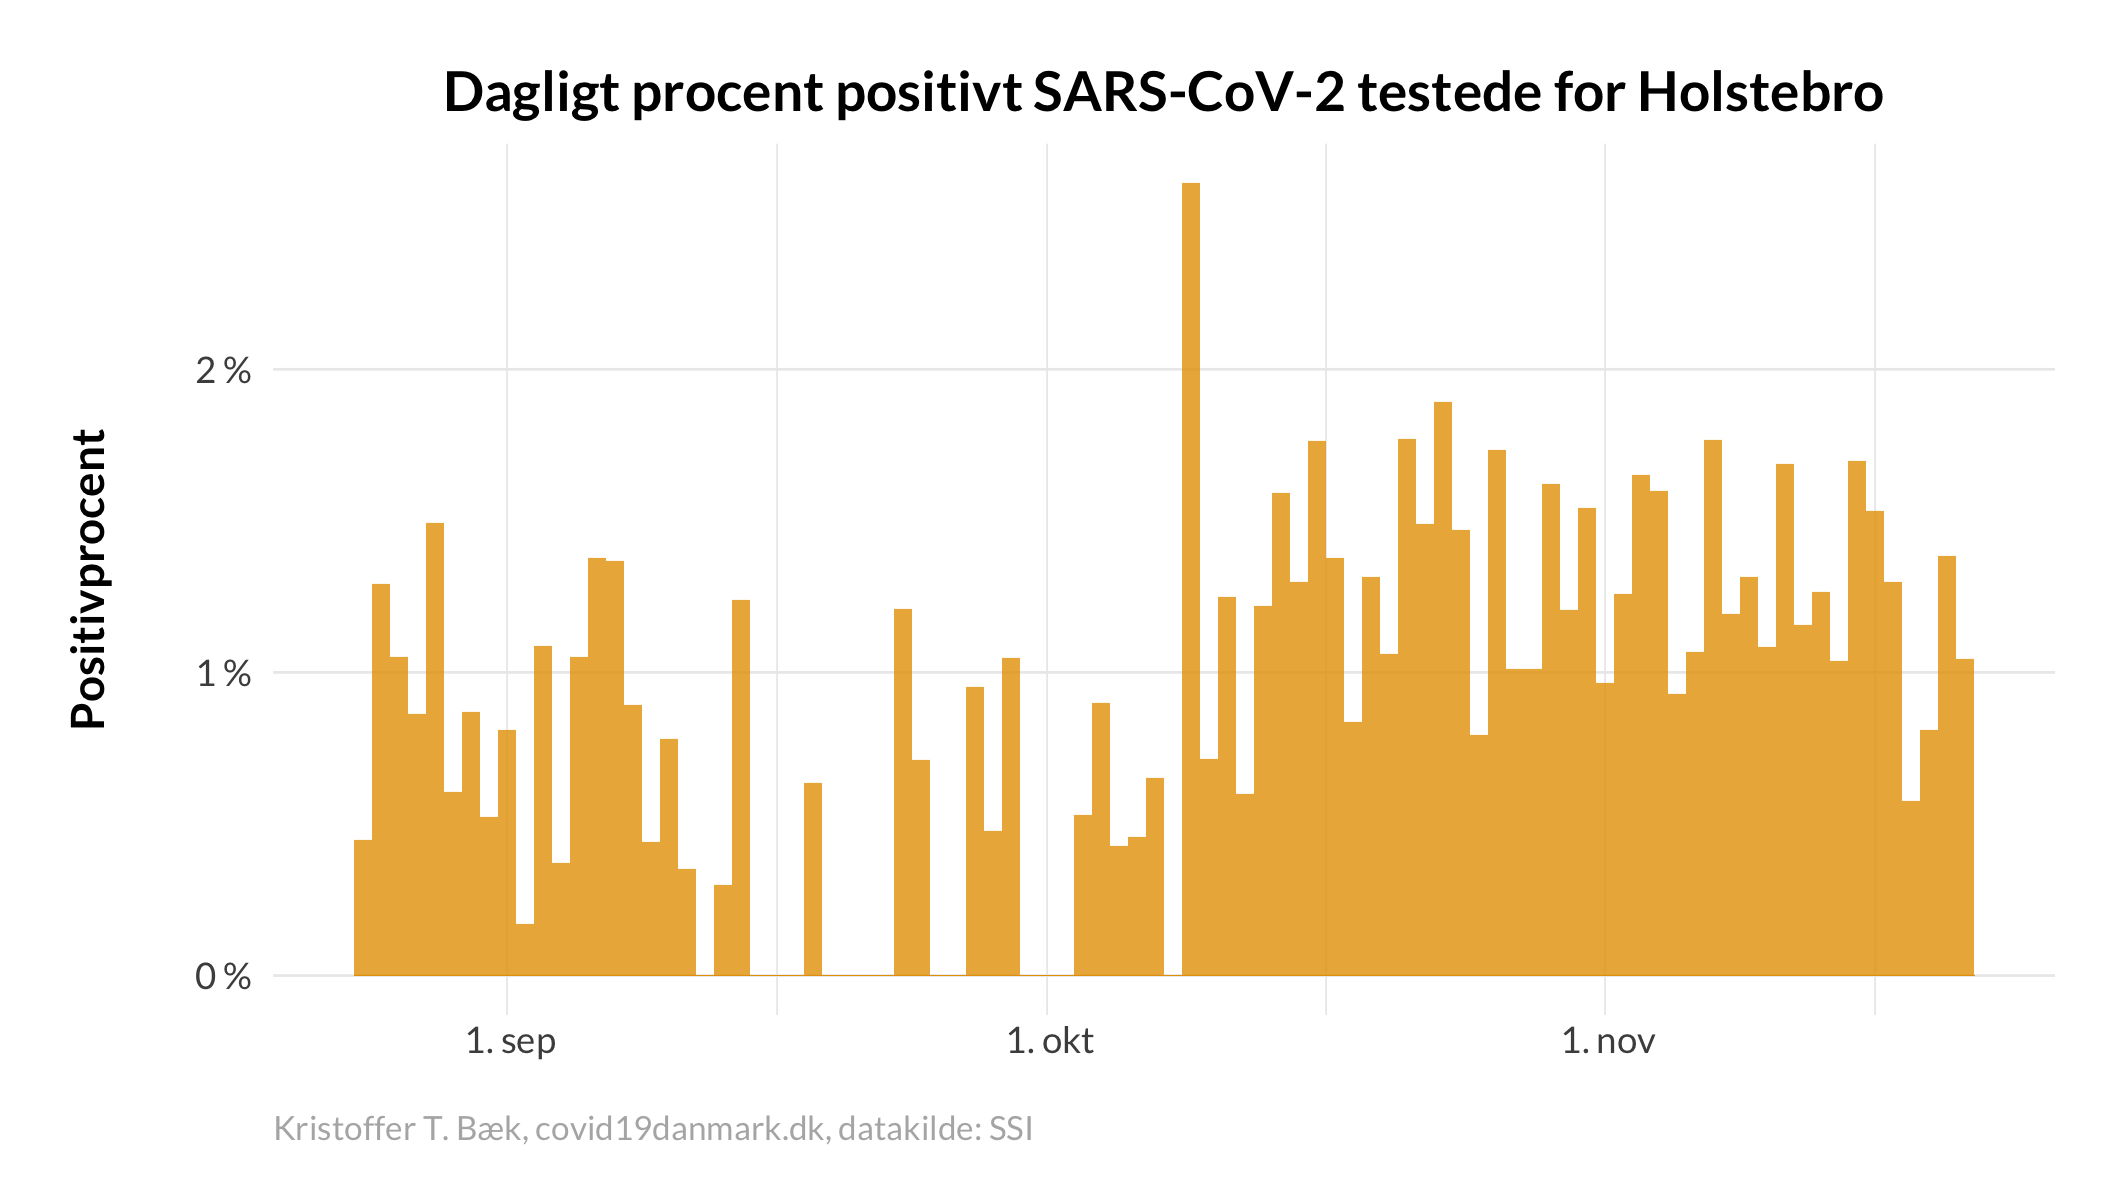 Dagligt procent positivt SARS-CoV-2 testede for Holstebro
Positivprocent
2 %
1 %
0 %
1. sep
1. okt
1. nov
Kristoffer T. Bæk, covid19danmark.dk, datakilde: SSI